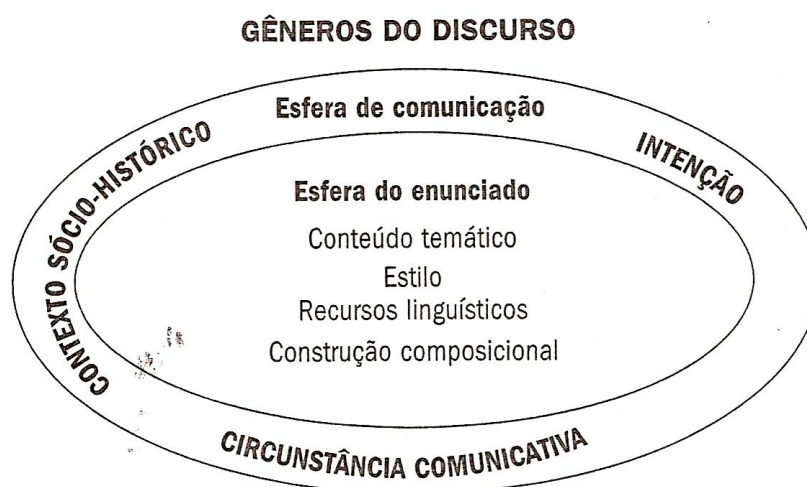 GÊNEROS DO DISCURSO
Esfera de comunicação
CONTEXTO SÓCIO-HISTÓRICO
INTENÇÃO
Esfera do enunciado
Conteúdo temático
Estilo
Recursos linguísticos
Construção composicional
CIRCUNSTÂNCIA COMUNICATIVA